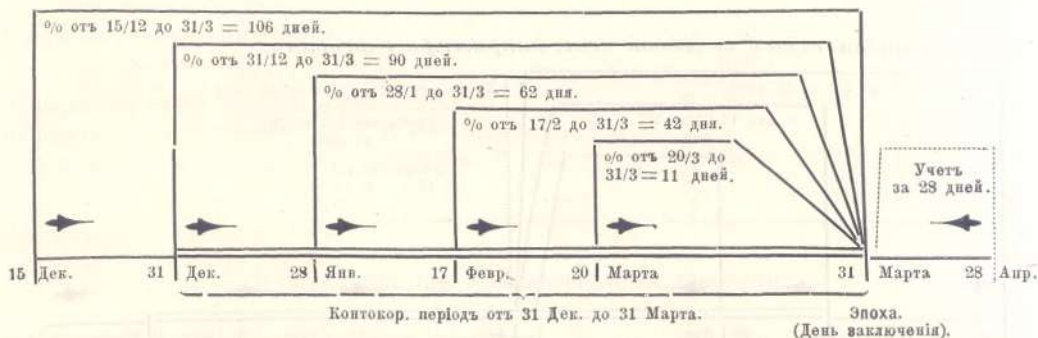 % отъ 15/12 до 31/3 = 106 дней.
% отъ 31/12 до 31/3 = 90 дней.
% отъ 28/1 до 31/3 = 62 дня.
% отъ 17/2 до 31/3 = 42 дня.
% отъ 20/3 до
31/3 = 11 дней.
Учетъ
за 28 дней.
15 Дек. 31 Дек. 28 Янв. 17 Февр. 20 Марта 31 Марта 28 Апр.
Контокор. періодъ отъ 31 Дек. до 31 Марта.
Эпоха.
(День заключенія).